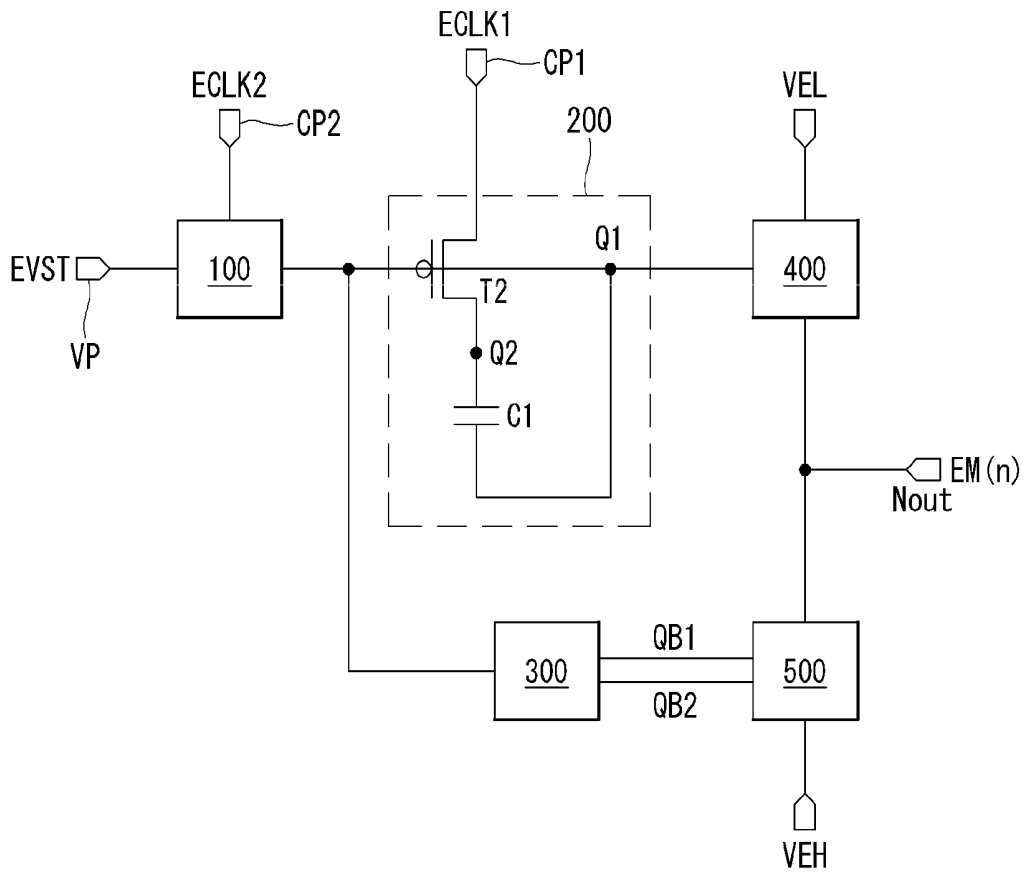 ECLK1
CP1
ECLK2
CP2
VEL
200
EVST
100
Q1
400
T2
VP
Q2
C1
EM(n)
Nout
QB1
300
500
QB2
VEH